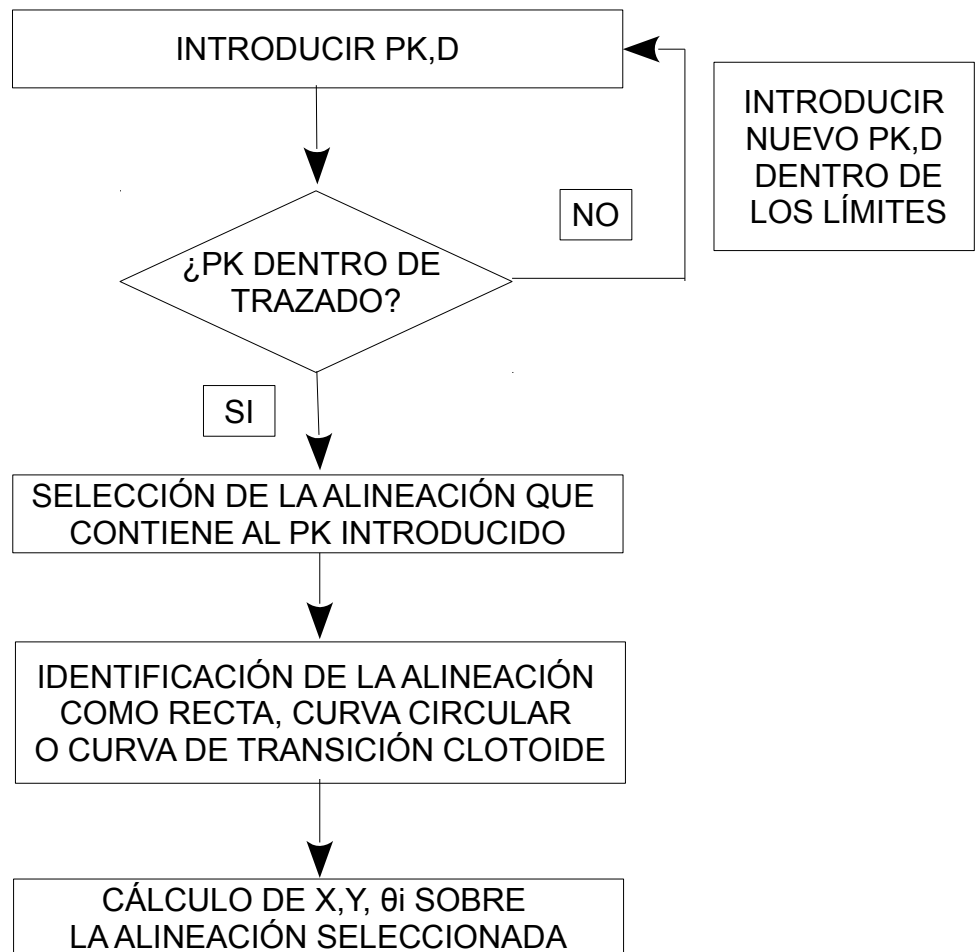 INTRODUCIR PK,D
INTRODUCIR
NUEVO PK,D
DENTRO DE
LOS LÍMITES
NO
¿PK DENTRO DE
TRAZADO?
SI
SELECCIÓN DE LA ALINEACIÓN QUE
CONTIENE AL PK INTRODUCIDO
IDENTIFICACIÓN DE LA ALINEACIÓN
COMO RECTA, CURVA CIRCULAR
O CURVA DE TRANSICIÓN CLOTOIDE
CÁLCULO DE X,Y, θi SOBRE
LA ALINEACIÓN SELECCIONADA